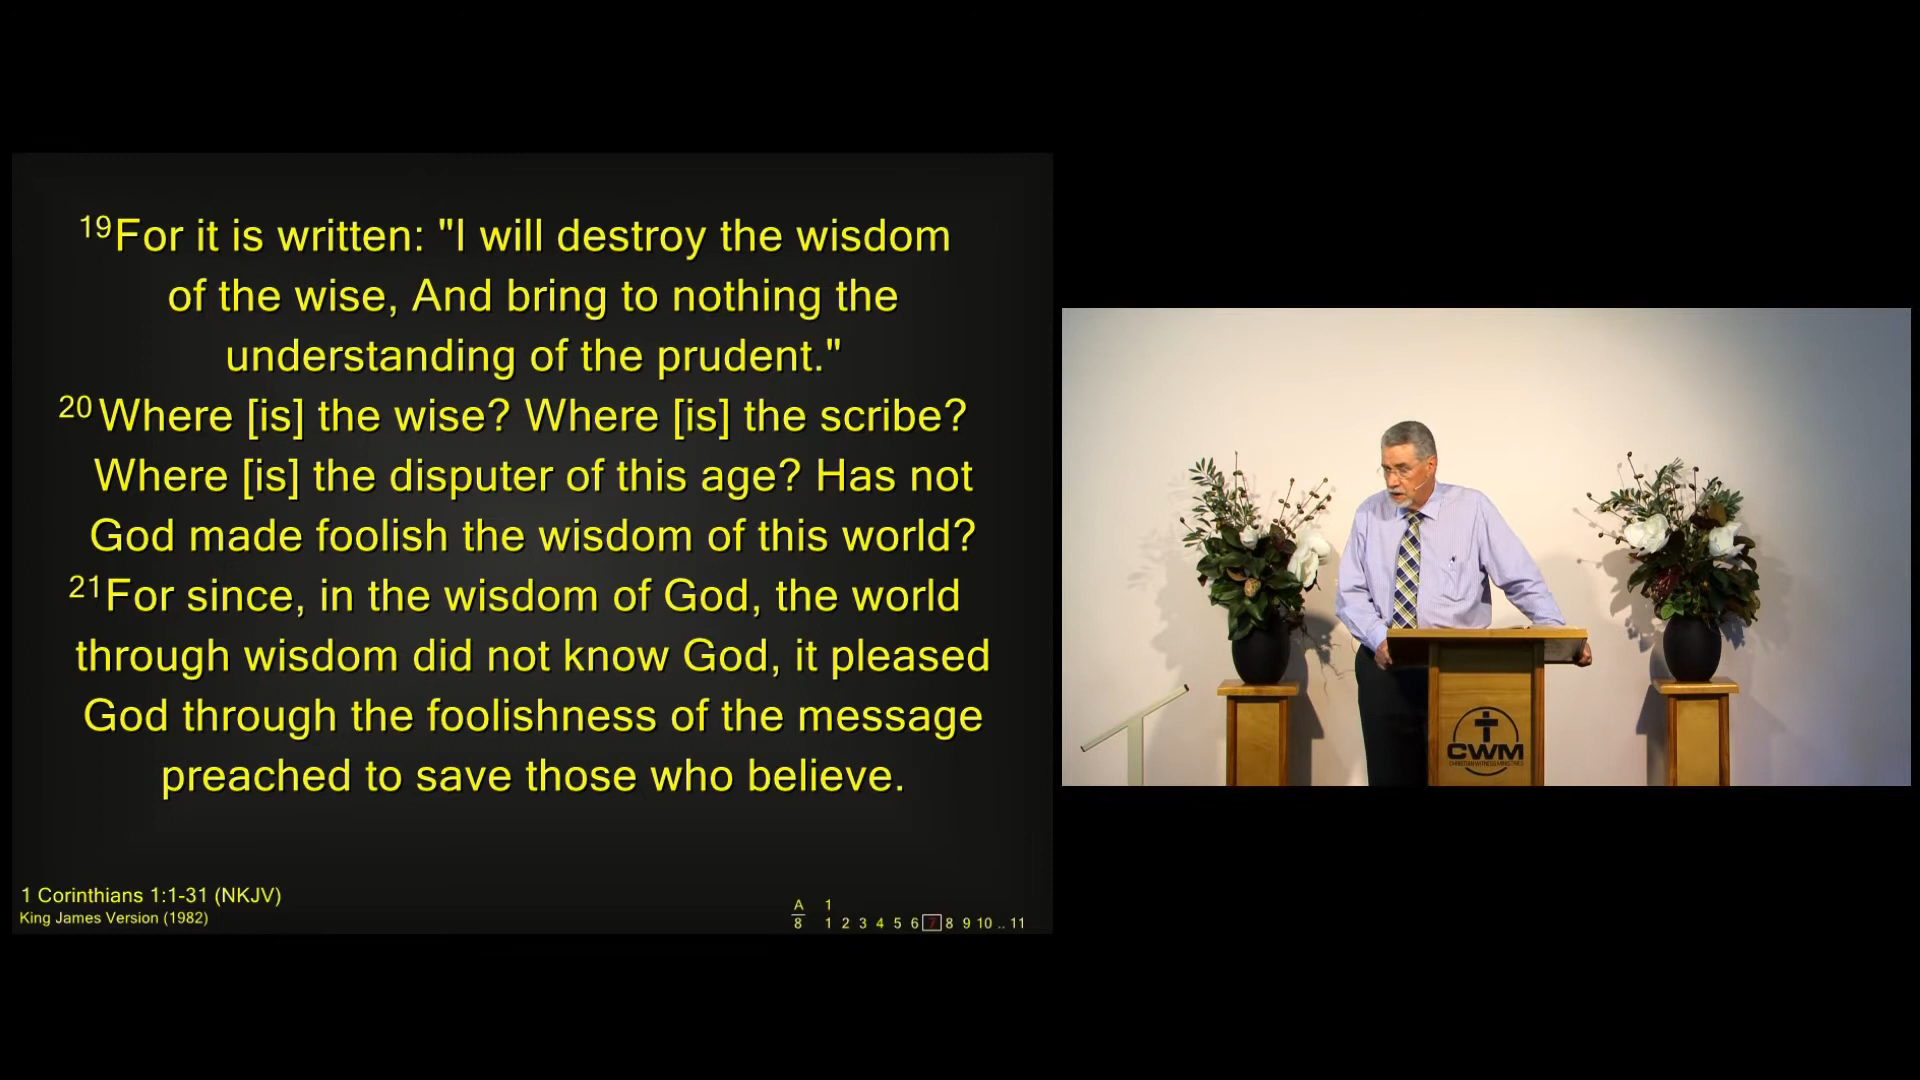 19For it is written: "I will destroy the wisdom
of the wise, And bring to nothing the
understanding of the prudent."
20Where [is] the wise? Where [is] the scribe?
Where [is] the disputer of this age? Has not
God made foolish the wisdom of this world?
21For since, in the wisdom of God, the world
through wisdom did not know God, it pleased
God through the foolishness of the message
preached to save those who believe.
1 Corinthians 1:1-31 (NKJV)
King James Version (1982)
A 1
8 1 2 3 4 5 6 7 8 9 10 .. 11
CWM
CHRISTIAN WITNESS MINISTRIES